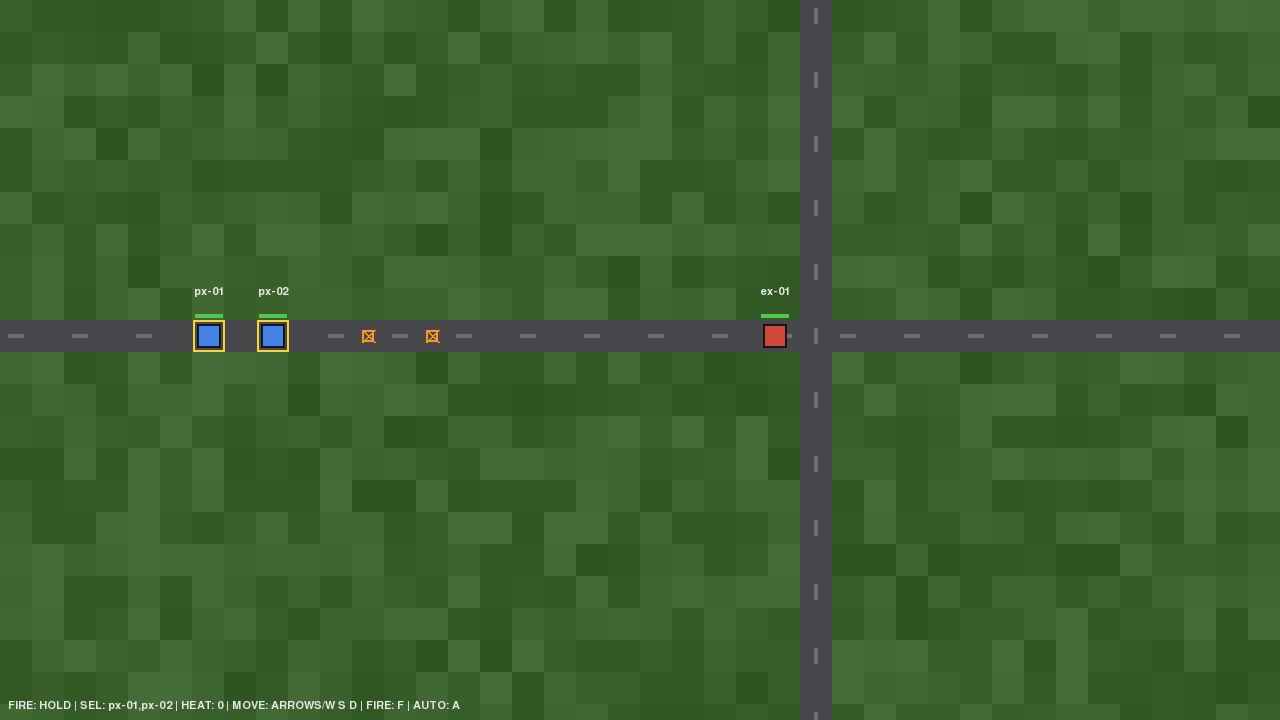 px-01 px-02 ex-01
FIRE: HOLD | SEL: px-01,px-02 | HEAT: 0 | MOVE: ARROWS/W S D | FIRE: F | AUTO: A